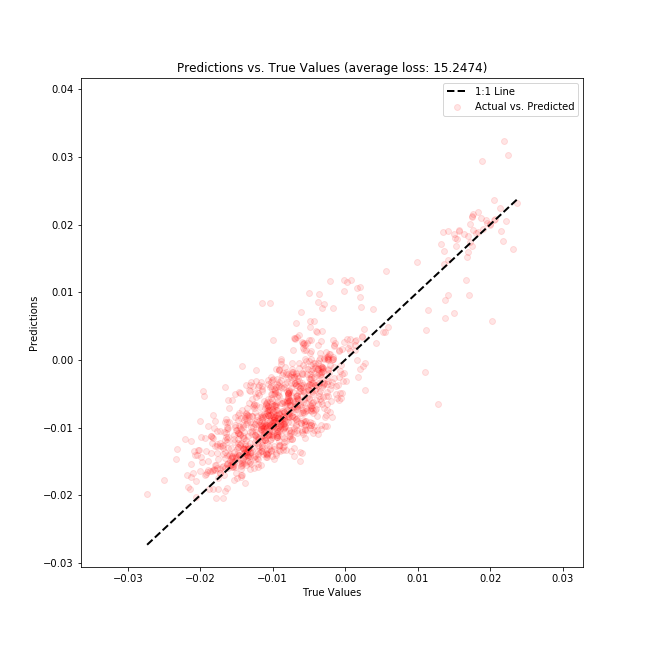 Predictions vs. True Values (average loss: 15.2474)
1:1 Line
Actual vs. Predicted
0.04
0.03
0.02
0.01
0.00
−0.01
−0.02
−0.03
Predictions
−0.03 −0.02 −0.01 0.00 0.01 0.02 0.03
True Values